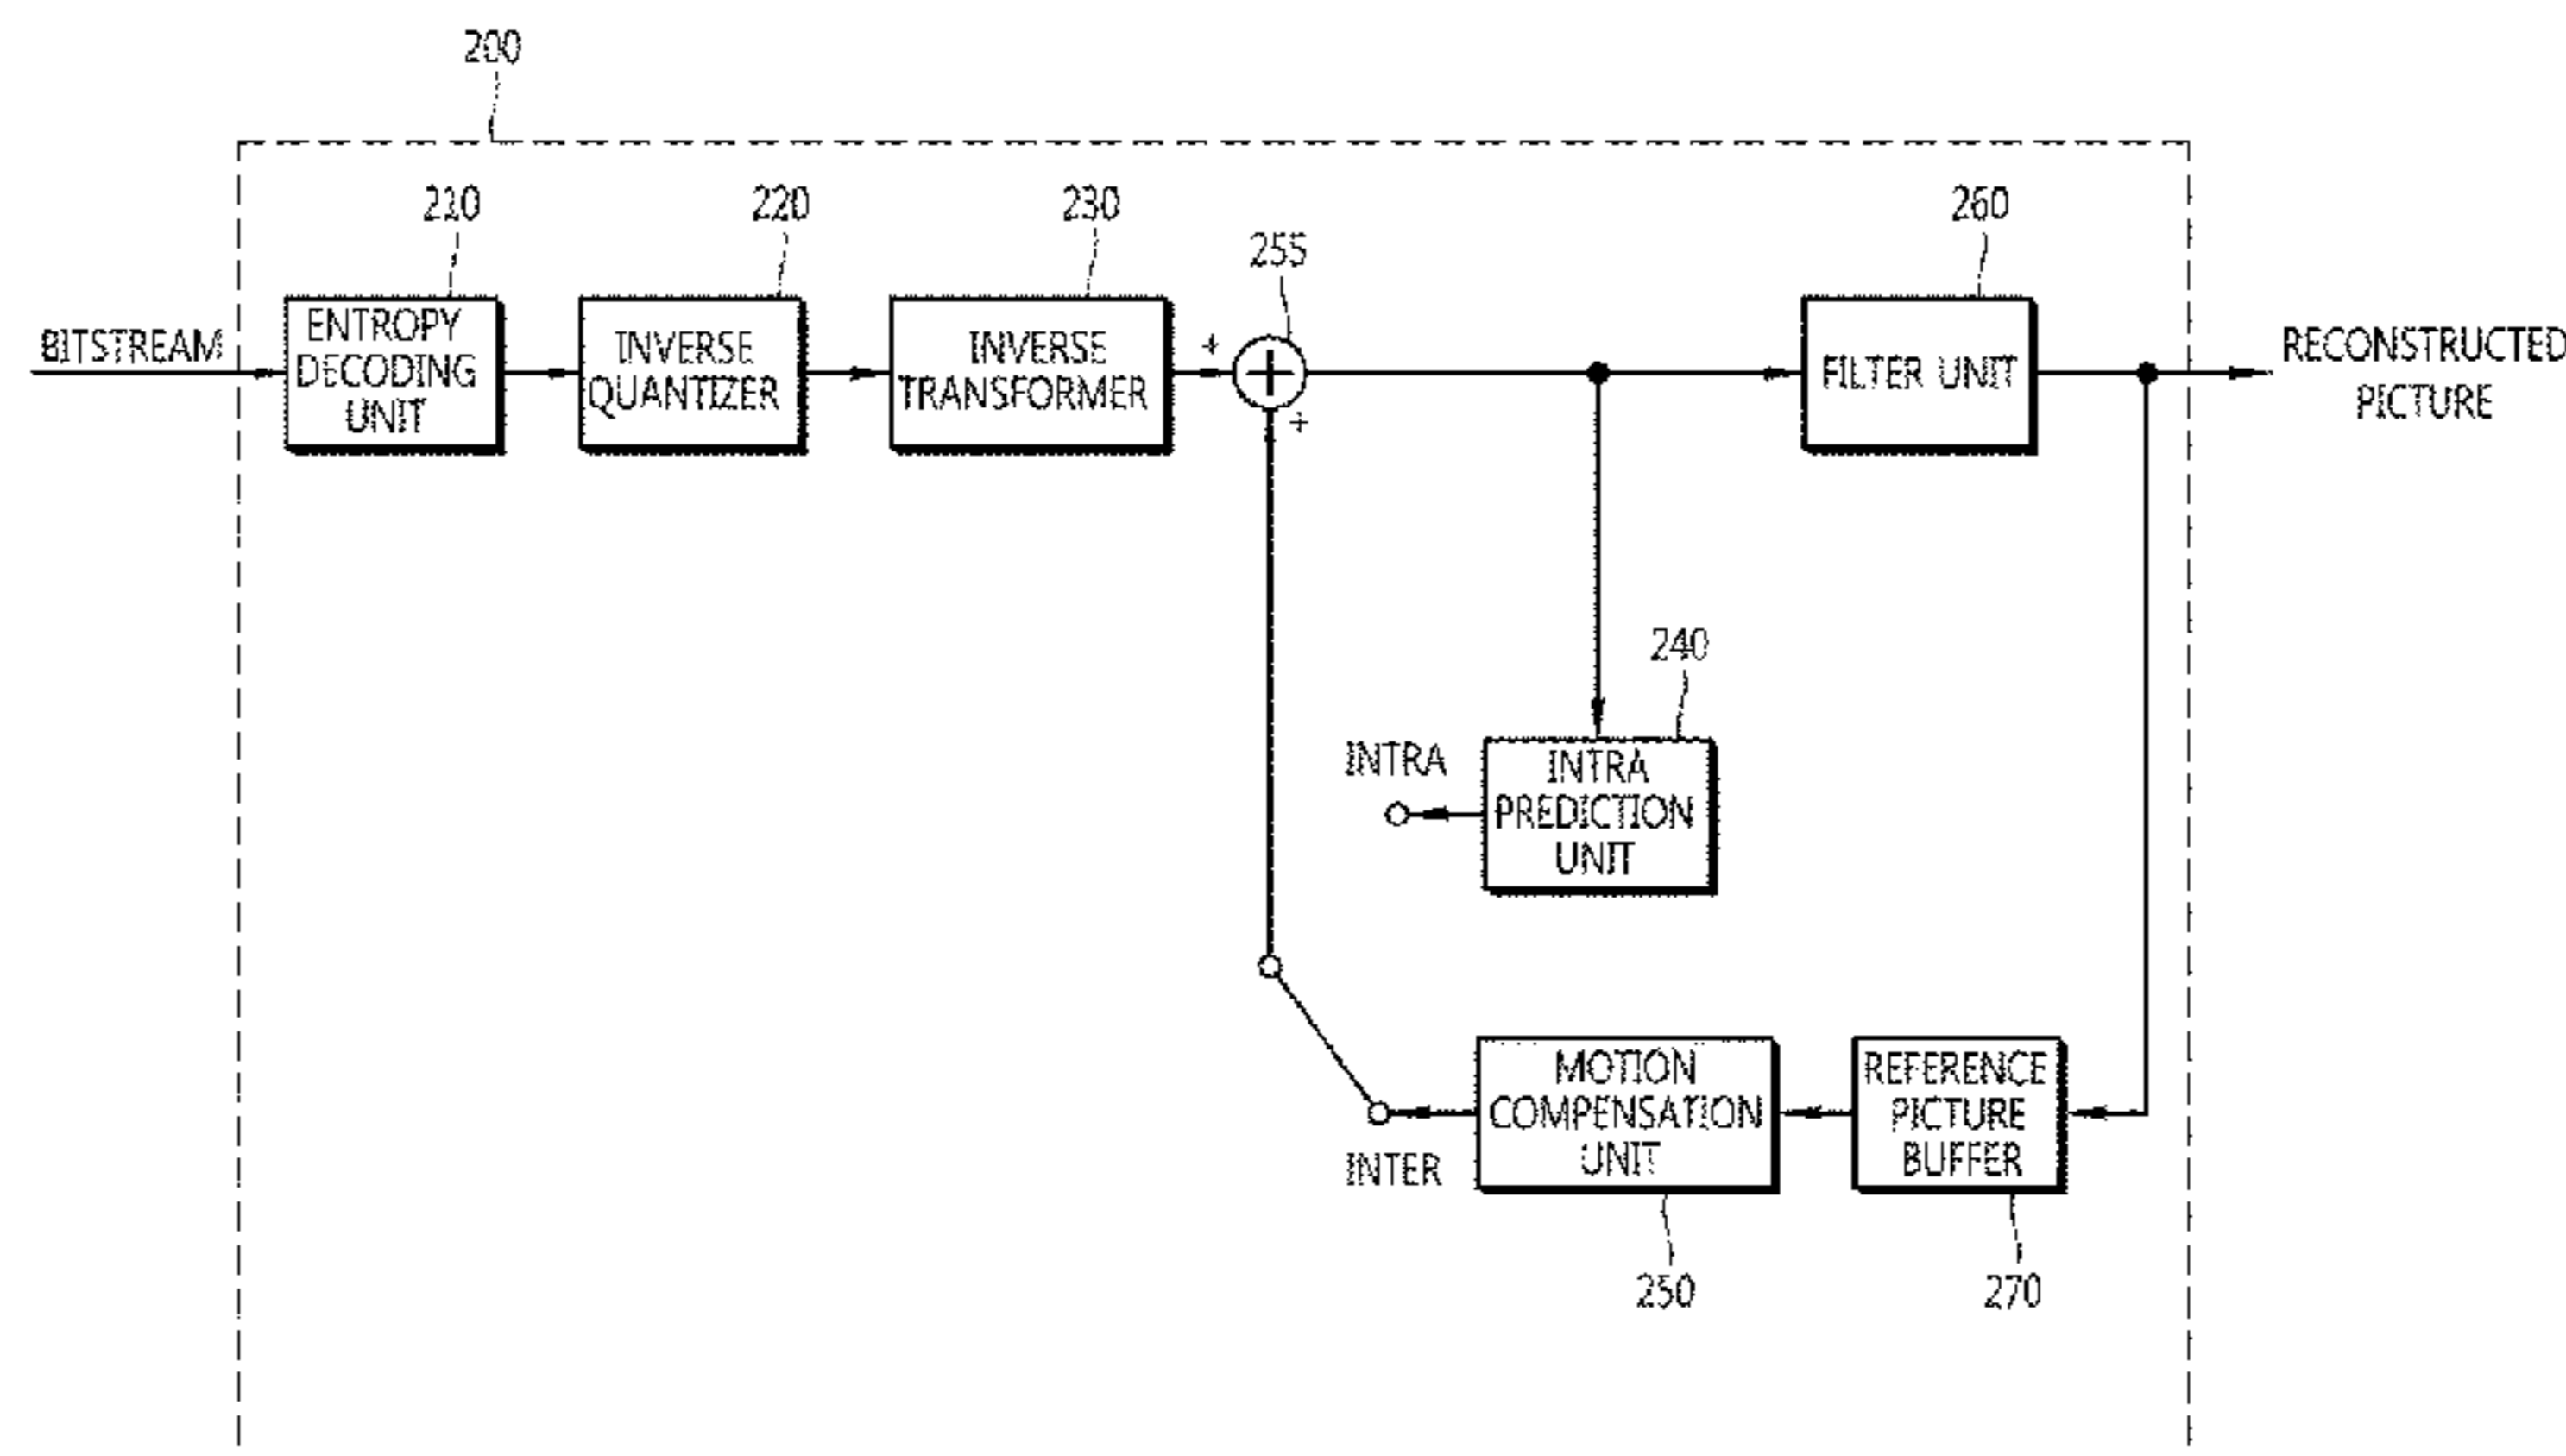 200
210
220
230
255
260
BITSTREAM
ENTROPY
DECODING
UNIT
INVERSE
QUANTIZER
INVERSE
TRANSFORMER
+
+
FILTER UNIT
RECONSTRUCTED
PICTURE
240
INTRA
INTRA
PREDICTION
UNIT
MOTION
COMPENSATION
UNIT
REFERENCE
PICTURE
BUFFER
INTER
250
270